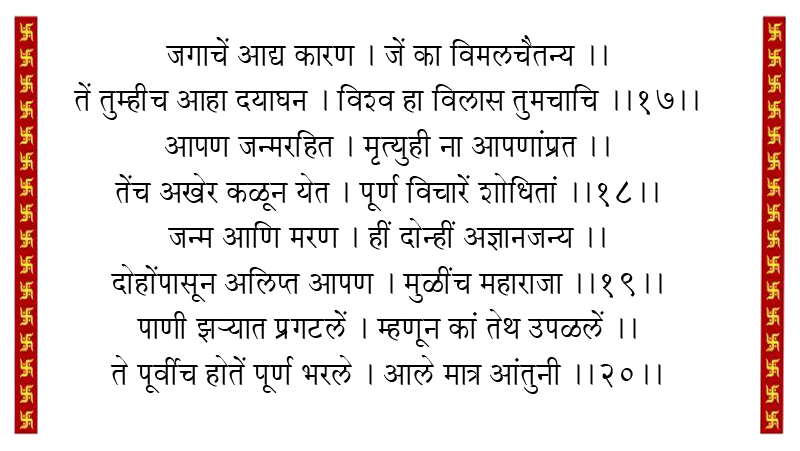 जगाचें आद्य कारण । जें का विमलचैतन्य ।।
तें तुम्हीच आहा दयाघन । विश्व हा विलास तुमचाचि ।।१७।।
आपण जन्मरहित । मृत्युही ना आपणांप्रत ।।
तेंच अखेर कळून येत । पूर्ण विचारें शोधितां ।।१८।।
जन्म आणि मरण । हीं दोन्हीं अज्ञानजन्य ।।
दोहोंपासून अलिप्त आपण । मुळींच महाराजा ।।१९।।
पाणी झऱ्यात प्रगटलें । म्हणून कां तेथ उपळलें ।।
ते पूर्वीच होतें पूर्ण भरले । आले मात्र आंतुनी ।।२०।।